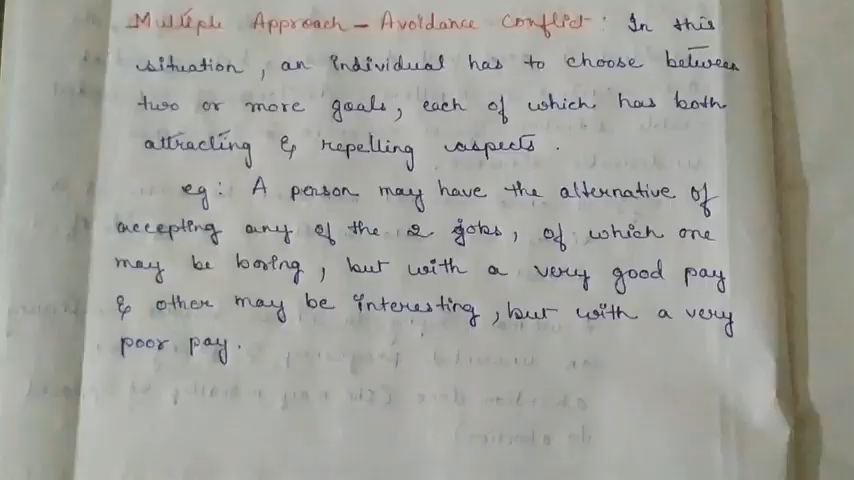 Multiple Approach - Avoidance Conflict: In this
situation, an individual has to choose between
two or more goals, each of which has both
attracting & repelling aspects.
eg: A person may have the alternative of
accepting any of the 2 jobs, of which one
may be boring, but with a very good pay
& other may be interesting, but with a very
poor pay.